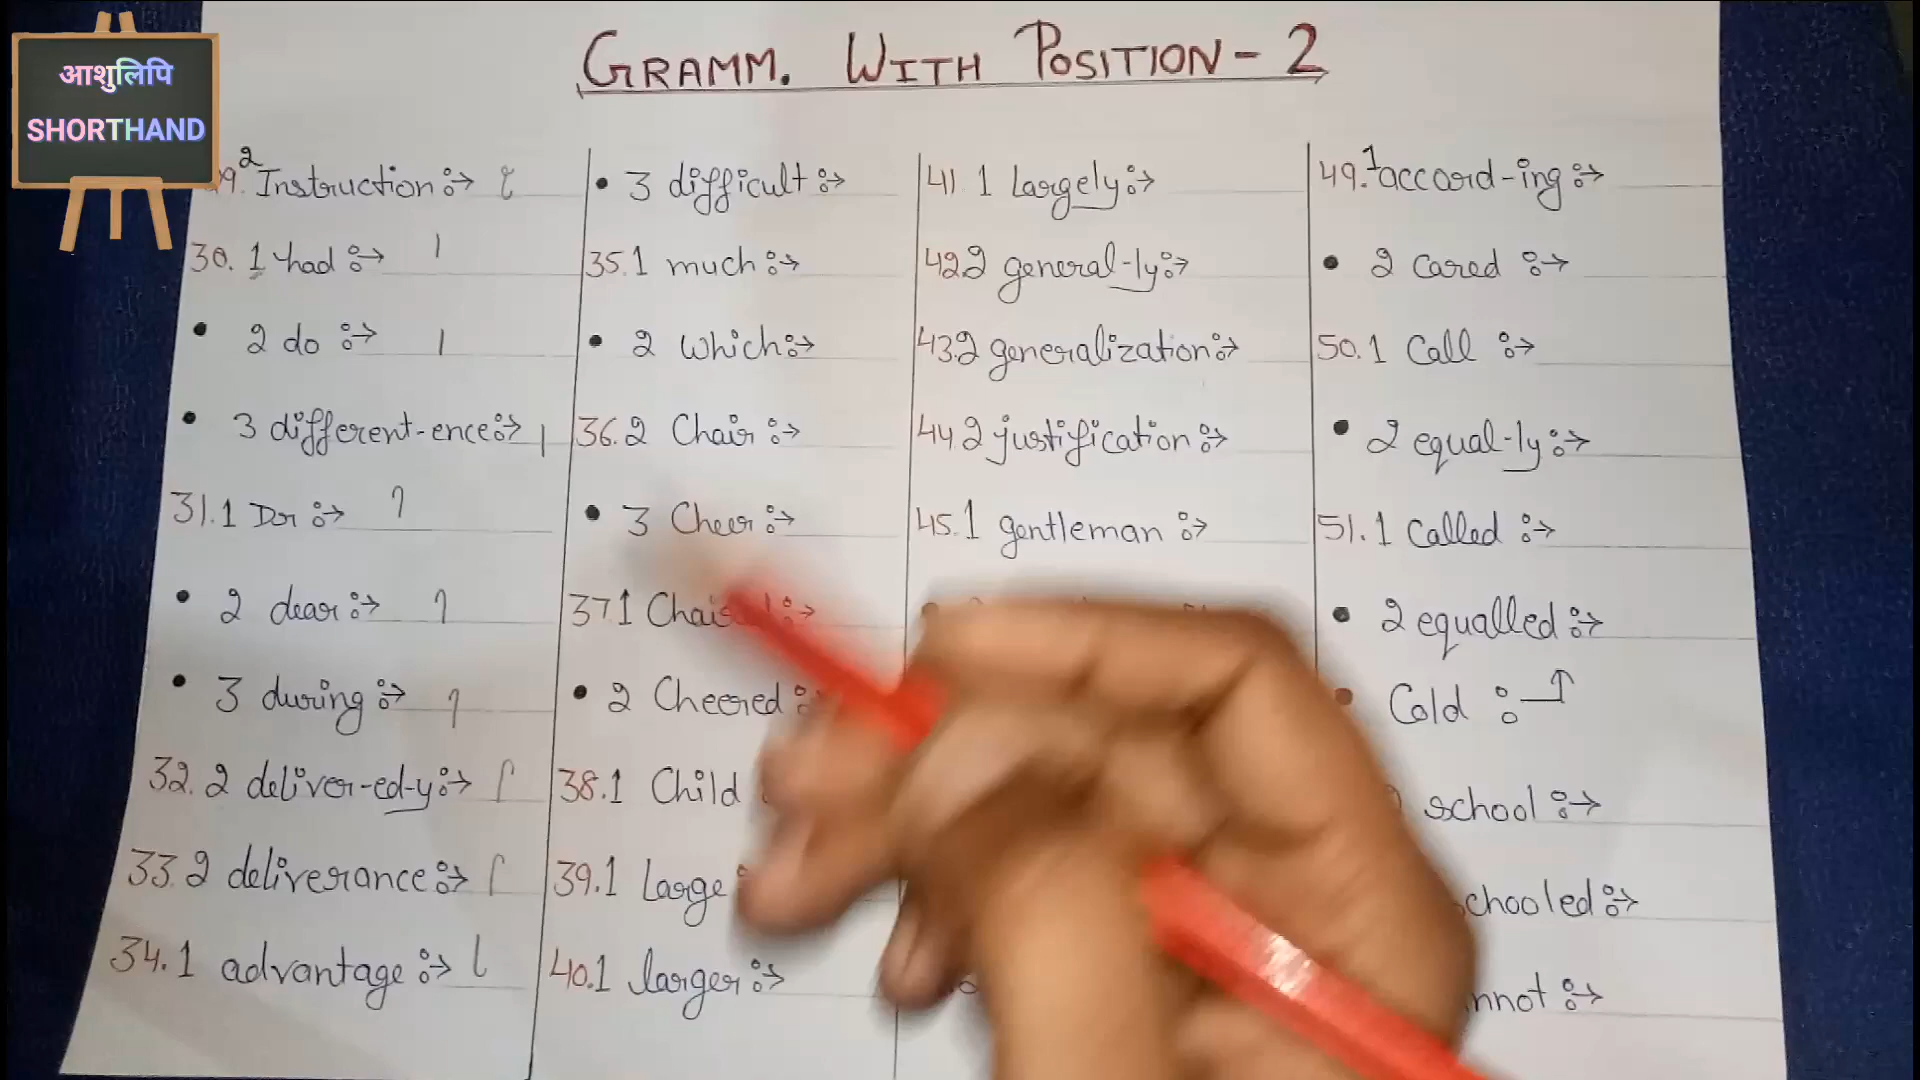 आशुलिपि
SHORTHAND
GRAMM. WITH POSITION - 2
29. 2 Instruction :→
30. 1 had :→
• 2 do :→
• 3 different-ence :→
31. 1 Dr :→
• 2 dear :→
• 3 during :→
32. 2 deliver-ed-y :→
33. 2 deliverance :→
34. 1 advantage :→
• 3 difficult :→
35. 1 much :→
• 2 which :→
36. 2 Chair :→
• 3 Cheer :→
37. 1
• 2 Cheered :
38. 1 Child
39. 1 Large
40. 1 larger :→
41. 1 Largely :→
42. 2 general-ly :→
43. 2 generalization :→
44. 2 justification :→
45. 1 gentleman :→
49. 1 accord-ing :→
• 2 Cared :→
50. 1 Call :→
• 2 equal-ly :→
51. 1 Called :→
• 2 equalled :→
• Cold :→
school :→
chooled :→
nnot :→